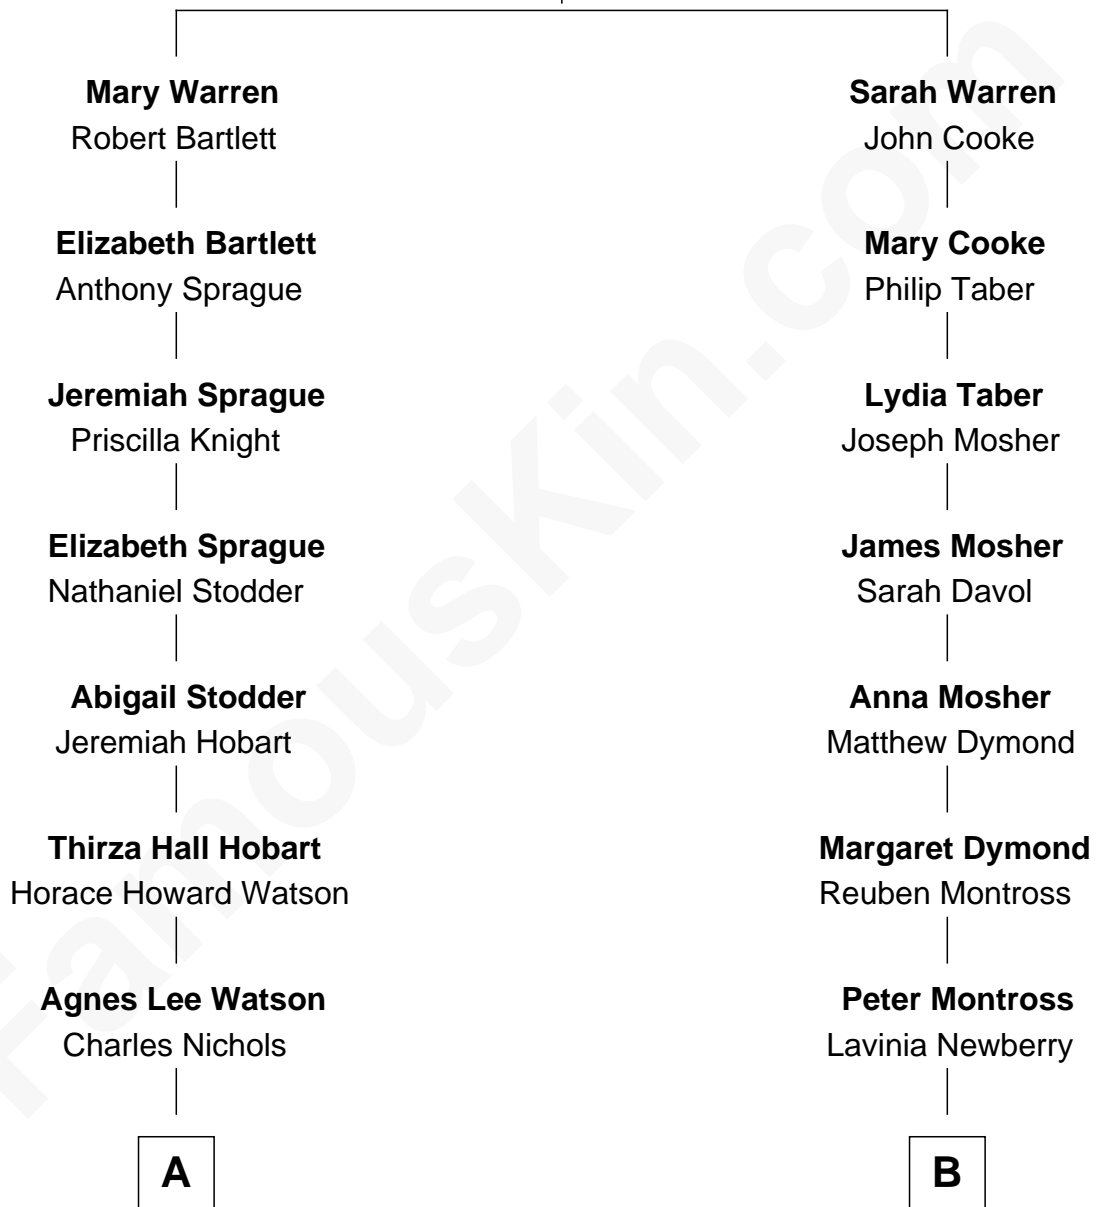 Mary Warren
Robert Bartlett
Elizabeth Bartlett
Anthony Sprague
Jeremiah Sprague
Priscilla Knight
Elizabeth Sprague
Nathaniel Stodder
Abigail Stodder
Jeremiah Hobart
Thirza Hall Hobart
Horace Howard Watson
Agnes Lee Watson
Charles Nichols
A
Sarah Warren
John Cooke
Mary Cooke
Philip Taber
Lydia Taber
Joseph Mosher
James Mosher
Sarah Davol
Anna Mosher
Matthew Dymond
Margaret Dymond
Reuben Montross
Peter Montross
Lavinia Newberry
B
FamousKin.com